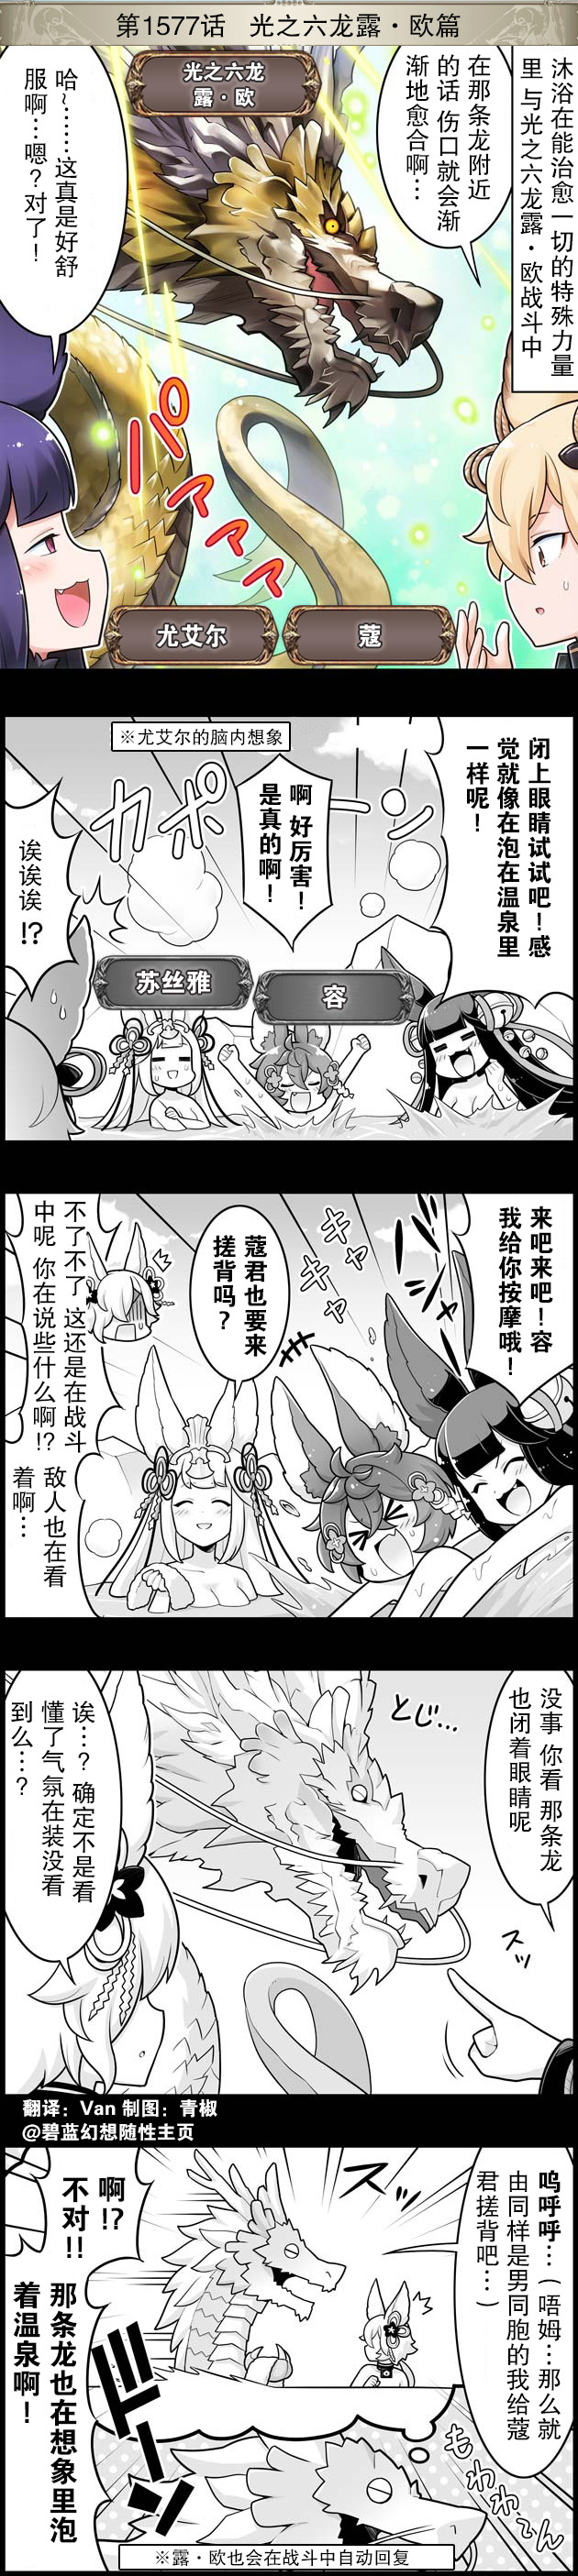 第1577话　光之六龙露・欧篇
沐浴在能治愈一切的特殊力量
里 与光之六龙露・欧战斗中
光之六龙
露・欧
在那条龙附近
的话 伤口就会渐
渐地愈合啊…
哈~……这真是好舒
服啊…嗯？对了！
パァァァ
尤艾尔
蔻
※尤艾尔的脑内想象
闭上眼睛试试吧！感
觉就像在泡在温泉里
一样呢！
カポーン
啊 好厉害！
是真的啊！
诶诶诶!?
苏丝雅
容
来吧来吧！容
我给你按摩哦！
キャ
キャ
蔻君也要来
搓背吗？
不了不了 这还是在战斗
中呢 你在说些什么啊!?
敌人也在看
着啊…
没事 你看 那条龙
也闭着眼睛呢
とじ…
スッ
诶…？确定不是看
懂了气氛在装没看
到么…？
翻译：Van 制图：青椒
@碧蓝幻想随性主页
呜呼呼…（唔姆…那么就
由同样是男同胞的我给蔻
君搓背吧…）
スッ
啊!?
不对!!
那条龙也在想象里泡
着温泉啊！
もわわ~ん
※露・欧也会在战斗中自动回复